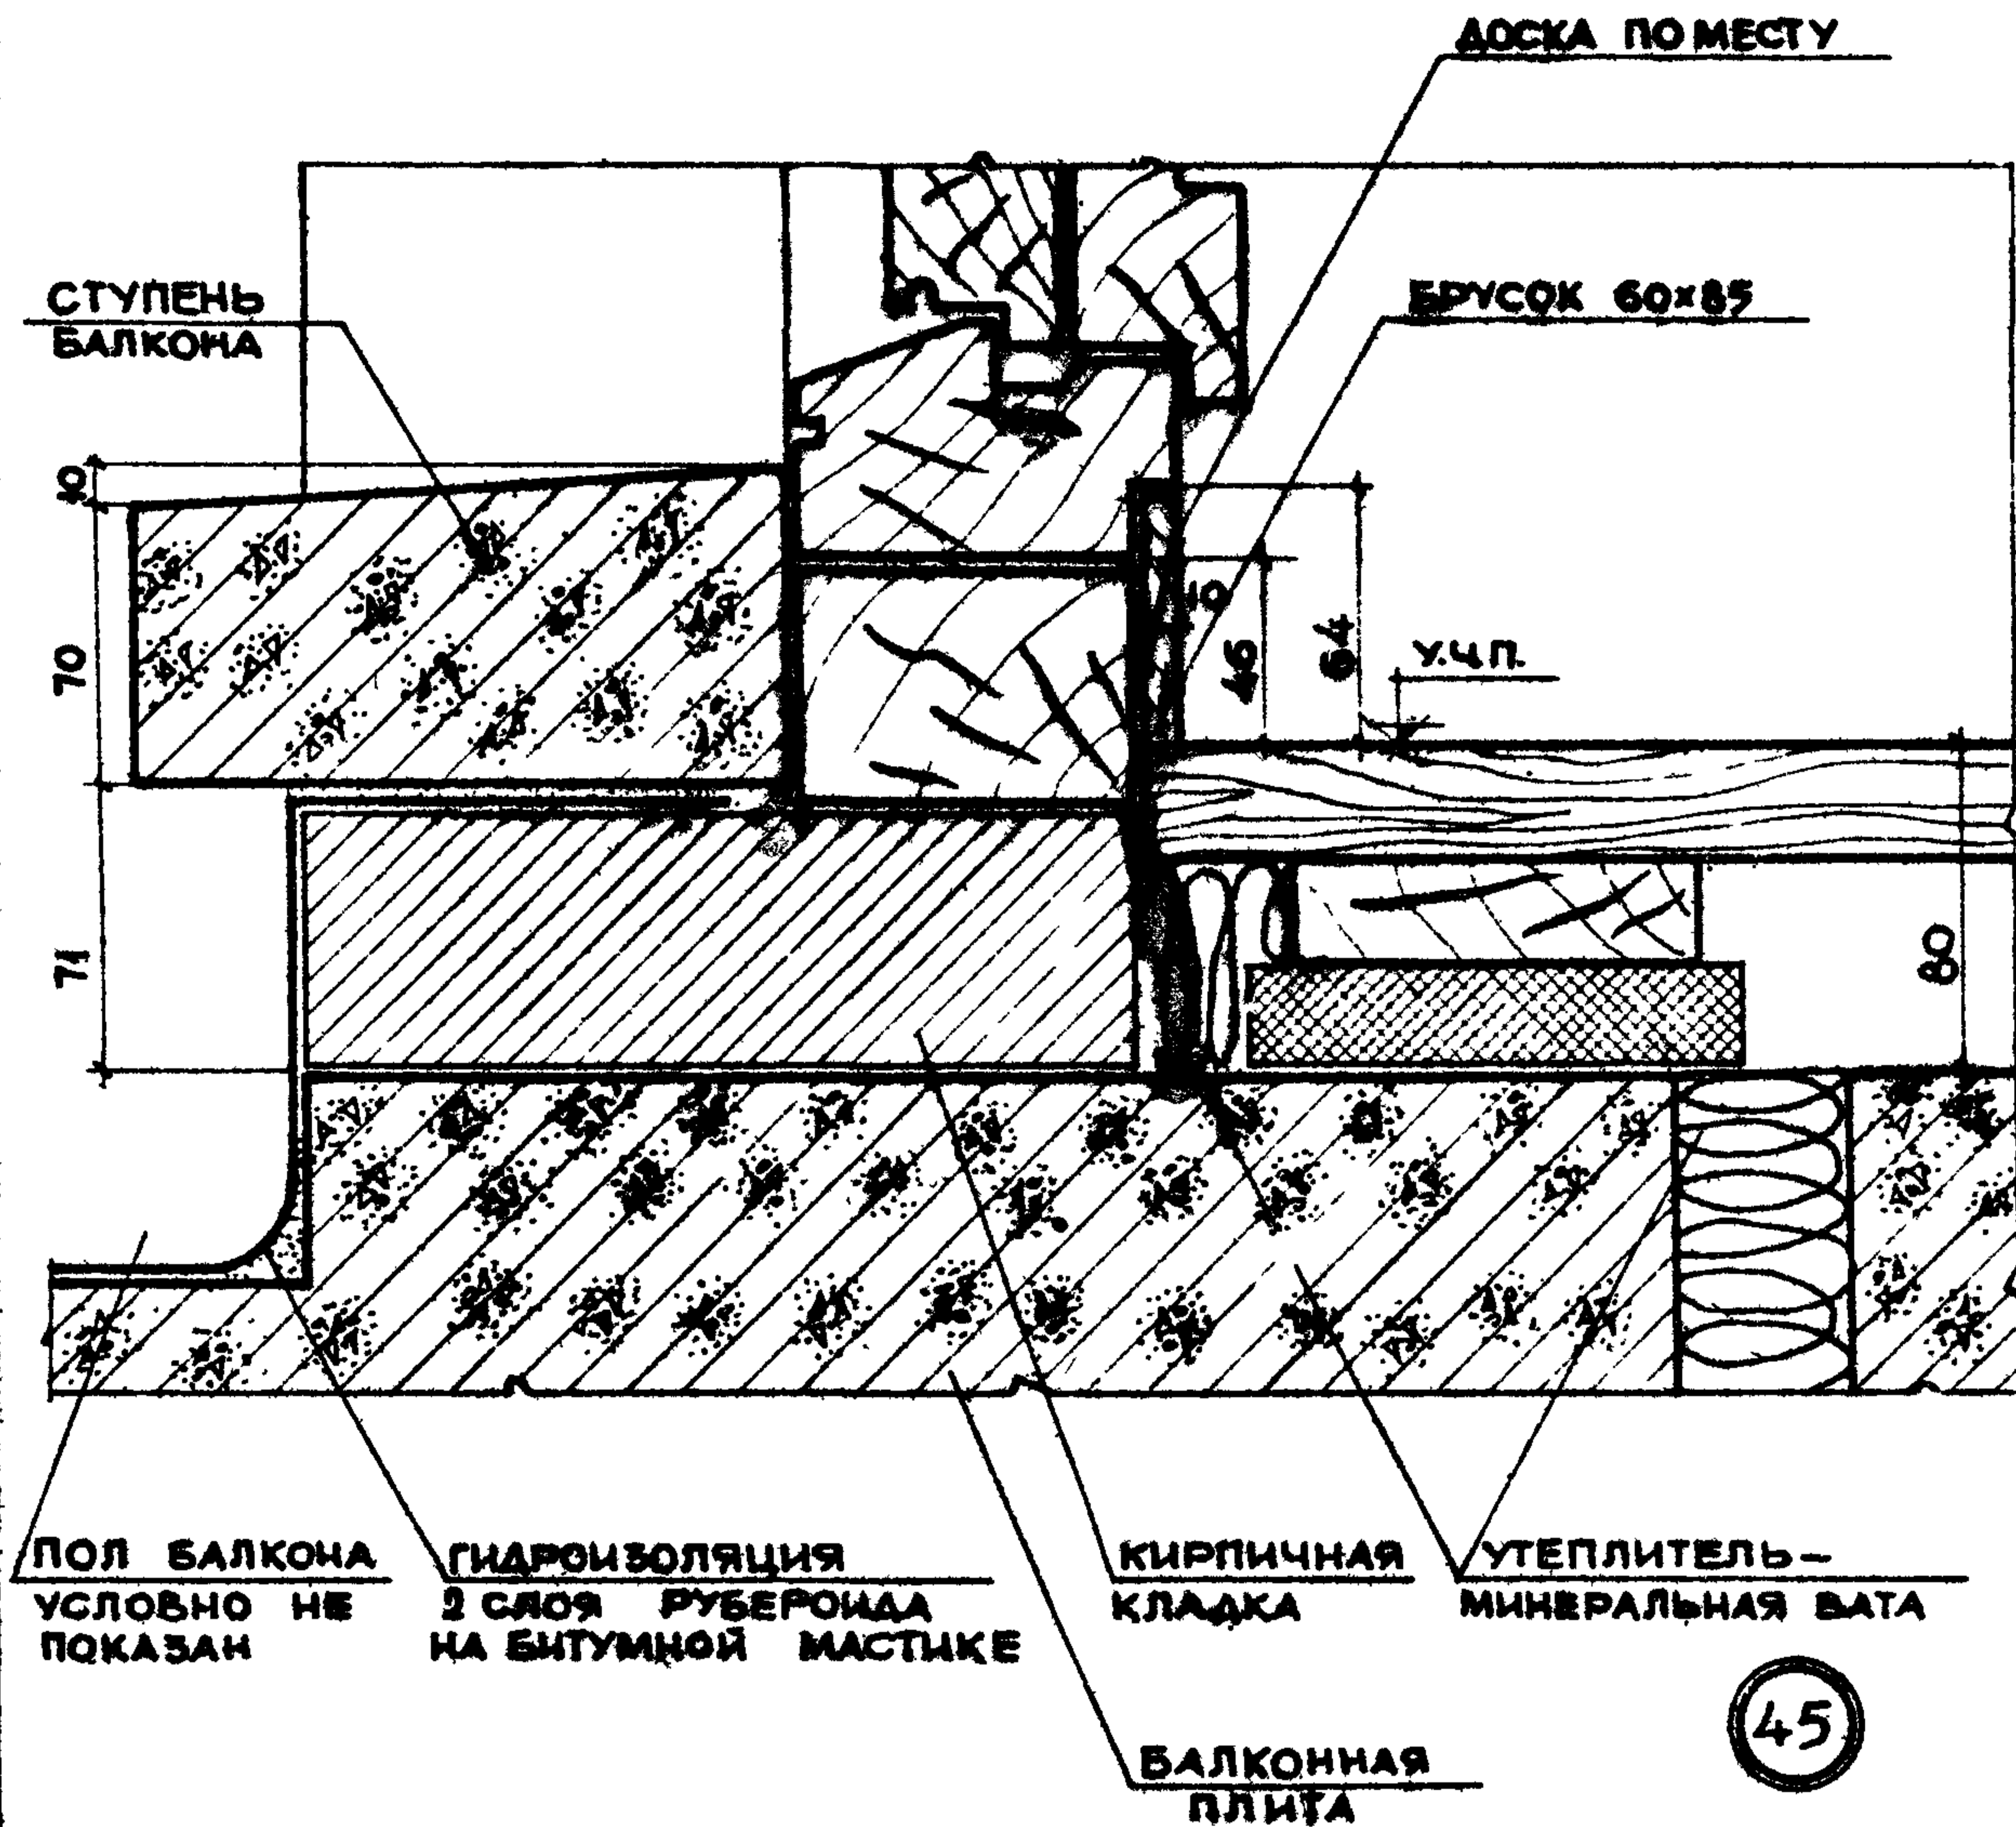 ДОСКА ПО МЕСТУ
СТУПЕНЬ
БАЛКОНА
БРУСОК 60×85
10
70
71
15
46
64
У.Ч.П.
80
ПОЛ БАЛКОНА
УСЛОВНО НЕ
ПОКАЗАН
ГИДРОИЗОЛЯЦИЯ
2 СЛОЯ РУБЕРОИДА
НА БИТУМНОЙ МАСТИКЕ
КИРПИЧНАЯ
КЛАДКА
УТЕПЛИТЕЛЬ-
МИНЕРАЛЬНАЯ ВАТА
БАЛКОННАЯ
ПЛИТА
45